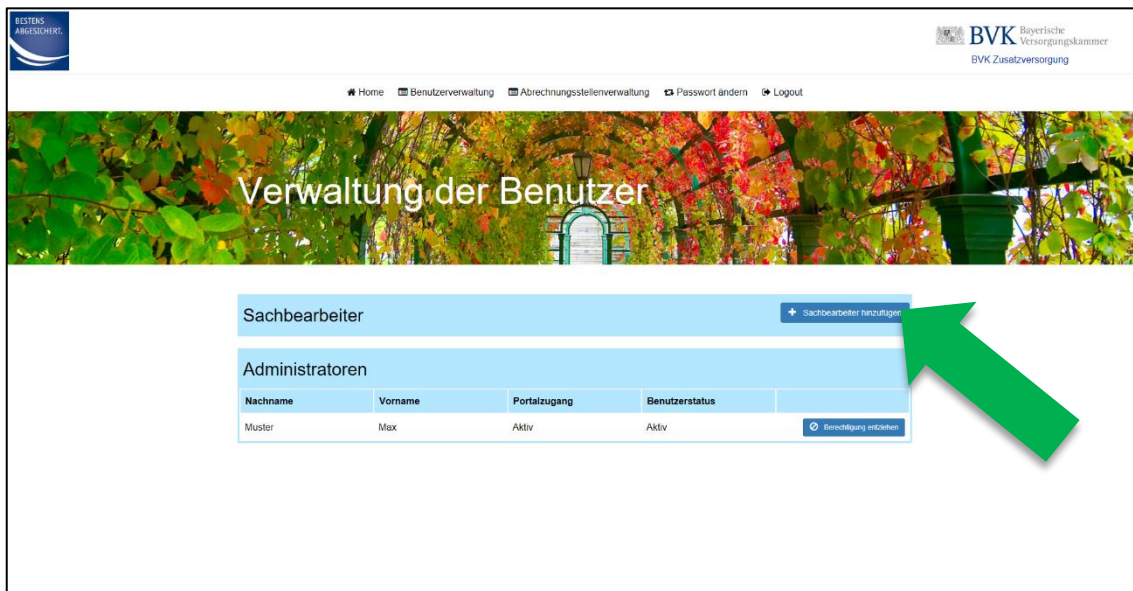 BESTENS
ABGESICHERT.
BVK Bayerische
Versorgungskammer
BVK Zusatzversorgung
Home Benutzerverwaltung Abrechnungsstellenverwaltung Passwort ändern Logout
Verwaltung der Benutzer
Sachbearbeiter
Sachbearbeiter hinzufügen
Administratoren
Nachname Vorname Portalzugang Benutzerstatus
Muster Max Aktiv Aktiv Berechtigung entziehen